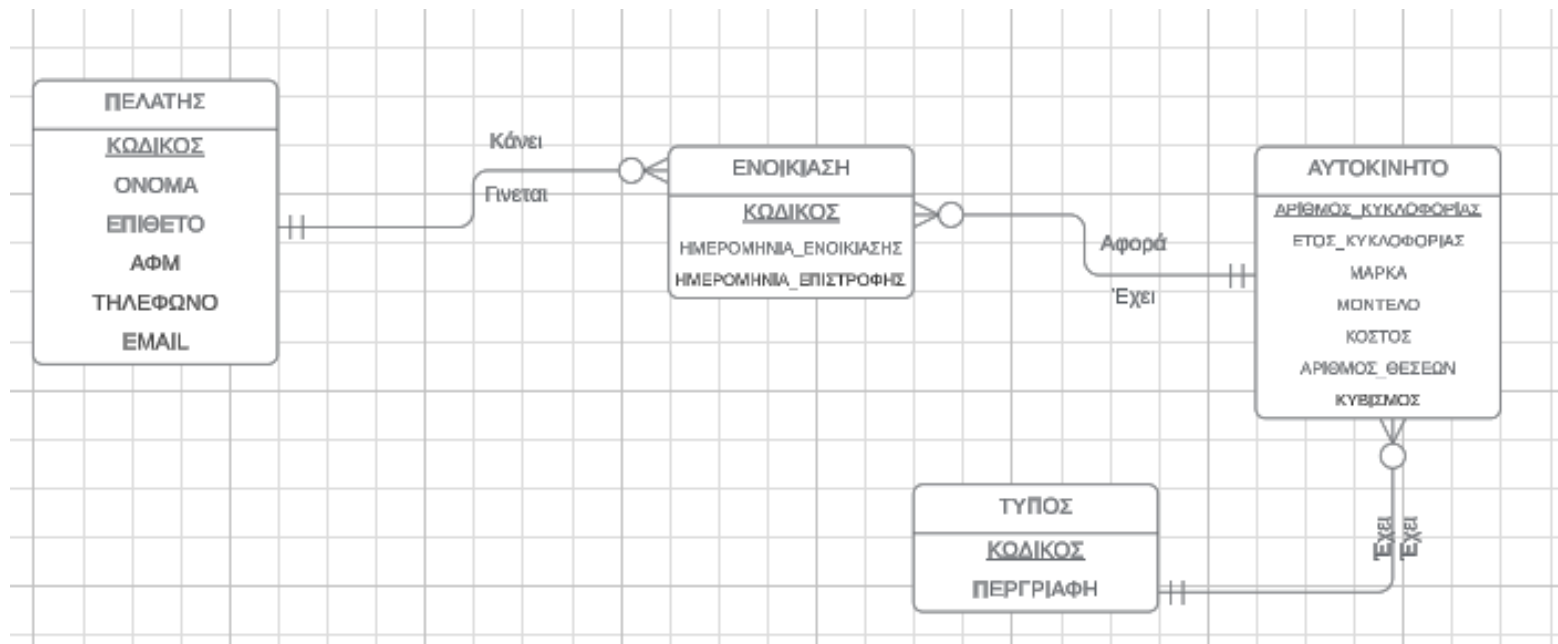 ΠΕΛΑΤΗΣ
ΚΩΔΙΚΟΣ
ΟΝΟΜΑ
ΕΠΙΘΕΤΟ
ΑΦΜ
ΤΗΛΕΦΩΝΟ
EMAIL
Κάνει
Γινεται
ΕΝΟΙΚΙΑΣΗ
ΚΩΔΙΚΟΣ
ΗΜΕΡΟΜΗΝΙΑ_ΕΝΟΙΚΙΑΣΗΣ
ΗΜΕΡΟΜΗΝΙΑ_ΕΠΙΣΤΡΟΦΗΣ
Αφορά
Έχει
ΑΥΤΟΚΙΝΗΤΟ
ΑΡΙΘΜΟΣ_ΚΥΚΛΟΦΟΡΙΑΣ
ΕΤΟΣ_ΚΥΚΛΟΦΟΡΙΑΣ
ΜΑΡΚΑ
ΜΟΝΤΕΛΟ
ΚΟΣΤΟΣ
ΑΡΙΘΜΟΣ_ΘΕΣΕΩΝ
ΚΥΒΙΣΜΟΣ
Έχει
Έχει
ΤΥΠΟΣ
ΚΩΔΙΚΟΣ
ΠΕΡΓΡΙΑΦΗ